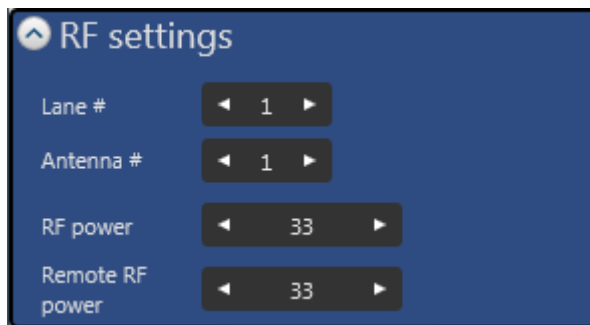 RF settings
Lane # 1
Antenna # 1
RF power 33
Remote RF
power 33